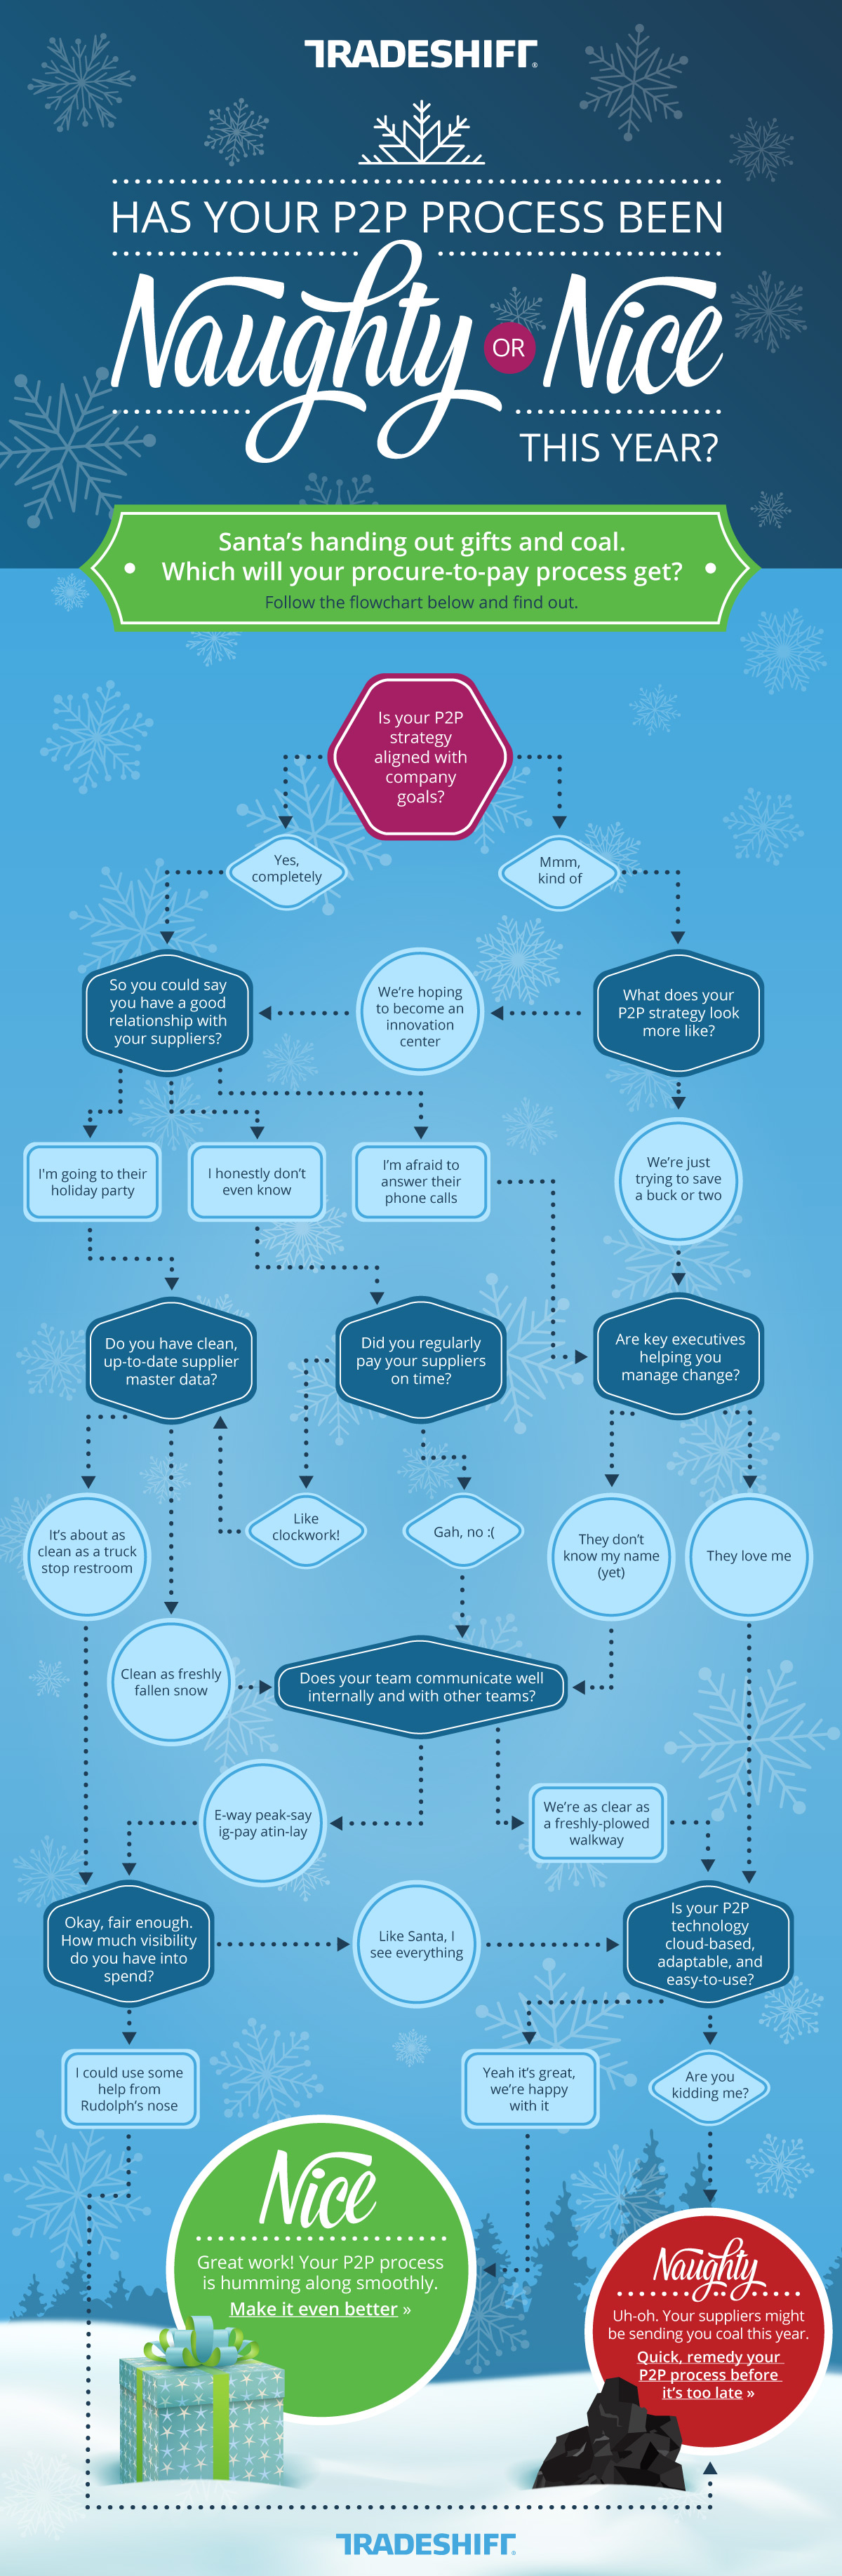 TRADESHIFT®
HAS YOUR P2P PROCESS BEEN
Naughty OR Nice
THIS YEAR?
Santa's handing out gifts and coal.
Which will your procure-to-pay process get?
Follow the flowchart below and find out.
Is your P2P
strategy
aligned with
company
goals?
Yes,
completely
Mmm,
kind of
So you could say
you have a good
relationship with
your suppliers?
We're hoping
to become an
innovation
center
What does your
P2P strategy look
more like?
I'm going to their
holiday party
I honestly don't
even know
I'm afraid to
answer their
phone calls
We're just
trying to save
a buck or two
Do you have clean,
up-to-date supplier
master data?
Did you regularly
pay your suppliers
on time?
Are key executives
helping you
manage change?
It's about as
clean as a truck
stop restroom
Like
clockwork!
Gah, no :(
They don't
know my name
(yet)
They love me
Clean as freshly
fallen snow
Does your team communicate well
internally and with other teams?
E-way peak-say
ig-pay atin-lay
We're as clear as
a freshly-plowed
walkway
Okay, fair enough.
How much visibility
do you have into
spend?
Like Santa, I
see everything
Is your P2P
technology
cloud-based,
adaptable, and
easy-to-use?
I could use some
help from
Rudolph's nose
Yeah it's great,
we're happy
with it
Are you
kidding me?
Nice
Great work! Your P2P process
is humming along smoothly.
Make it even better »
Naughty
Uh-oh. Your suppliers might
be sending you coal this year.
Quick, remedy your
P2P process before
it's too late »
TRADESHIFT®